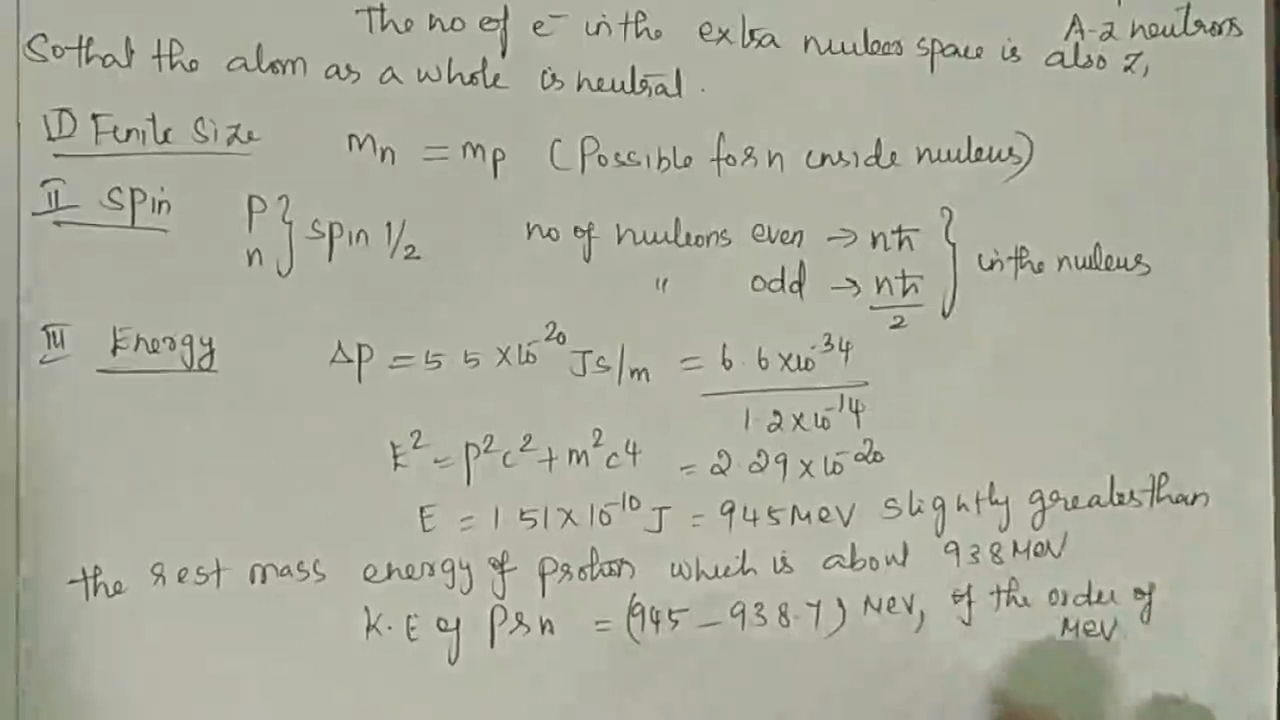 The no of e⁻ in the extra nuclear space is also Z,
A-Z neutrons
So that the atom as a whole is neutral.
I) Finite Size mn = mp (Possible for n inside nucleus)
II Spin P n } spin 1/2 no of nucleons even → nħ
" odd → nħ/2 } in the nucleus
III Energy Δp = 5 5 × 10⁻²⁰ Js/m = 6.6 × 10⁻³⁴ / 1.2 × 10⁻¹⁴
E² = p²c² + m²c⁴ = 2.29 × 10⁻²⁰
E = 1 51 × 10⁻¹⁰ J = 945 MeV slightly greater than
the rest mass energy of proton which is about 938 MeV
K.E of P & n = (945 - 938.7) MeV, of the order of
MeV